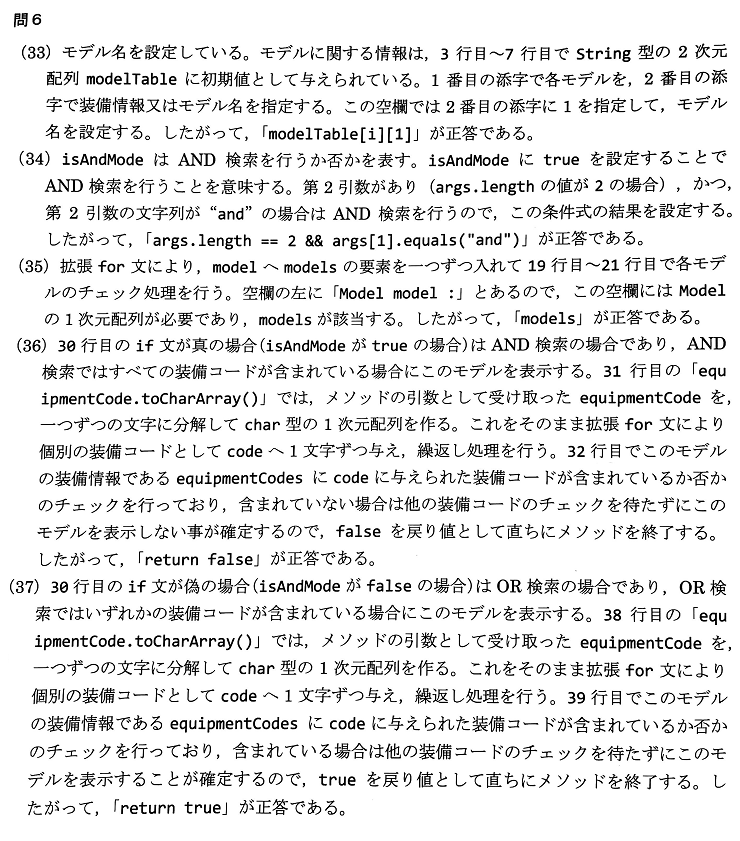 問６
(33) モデル名を設定している。モデルに関する情報は，3 行目～7 行目で String 型の 2 次元
配列 modelTable に初期値として与えられている。1 番目の添字で各モデルを，2 番目の添
字で装備情報又はモデル名を指定する。この空欄では 2 番目の添字に 1 を指定して，モデル
名を設定する。したがって，「modelTable[i][1]」が正答である。
(34) isAndMode は AND 検索を行うか否かを表す。isAndMode に true を設定することで
AND 検索を行うことを意味する。第 2 引数があり（args.length の値が 2 の場合），かつ，
第 2 引数の文字列が “and” の場合は AND 検索を行うので，この条件式の結果を設定する。
したがって，「args.length == 2 && args[1].equals("and")」が正答である。
(35) 拡張 for 文により，model へ models の要素を一つずつ入れて 19 行目～21 行目で各モデ
ルのチェック処理を行う。空欄の左に「Model model :」とあるので，この空欄には Model
の 1 次元配列が必要であり，models が該当する。したがって，「models」が正答である。
(36) 30 行目の if 文が真の場合(isAndMode が true の場合)は AND 検索の場合であり，AND
検索ではすべての装備コードが含まれている場合にこのモデルを表示する。31 行目の「equ
ipmentCode.toCharArray()」では，メソッドの引数として受け取った equipmentCode を，
一つずつの文字に分解して char 型の 1 次元配列を作る。これをそのまま拡張 for 文により
個別の装備コードとして code へ 1 文字ずつ与え，繰返し処理を行う。32 行目でこのモデル
の装備情報である equipmentCodes に code に与えられた装備コードが含まれているか否か
のチェックを行っており，含まれていない場合は他の装備コードのチェックを待たずにこの
モデルを表示しない事が確定するので，false を戻り値として直ちにメソッドを終了する。
したがって，「return false」が正答である。
(37) 30 行目の if 文が偽の場合(isAndMode が false の場合)は OR 検索の場合であり，OR 検
索ではいずれかの装備コードが含まれている場合にこのモデルを表示する。38 行目の「equ
ipmentCode.toCharArray()」では，メソッドの引数として受け取った equipmentCode を，
一つずつの文字に分解して char 型の 1 次元配列を作る。これをそのまま拡張 for 文により
個別の装備コードとして code へ 1 文字ずつ与え，繰返し処理を行う。39 行目でこのモデル
の装備情報である equipmentCodes に code に与えられた装備コードが含まれているか否か
のチェックを行っており，含まれている場合は他の装備コードのチェックを待たずにこのモ
デルを表示することが確定するので，true を戻り値として直ちにメソッドを終了する。し
たがって，「return true」が正答である。